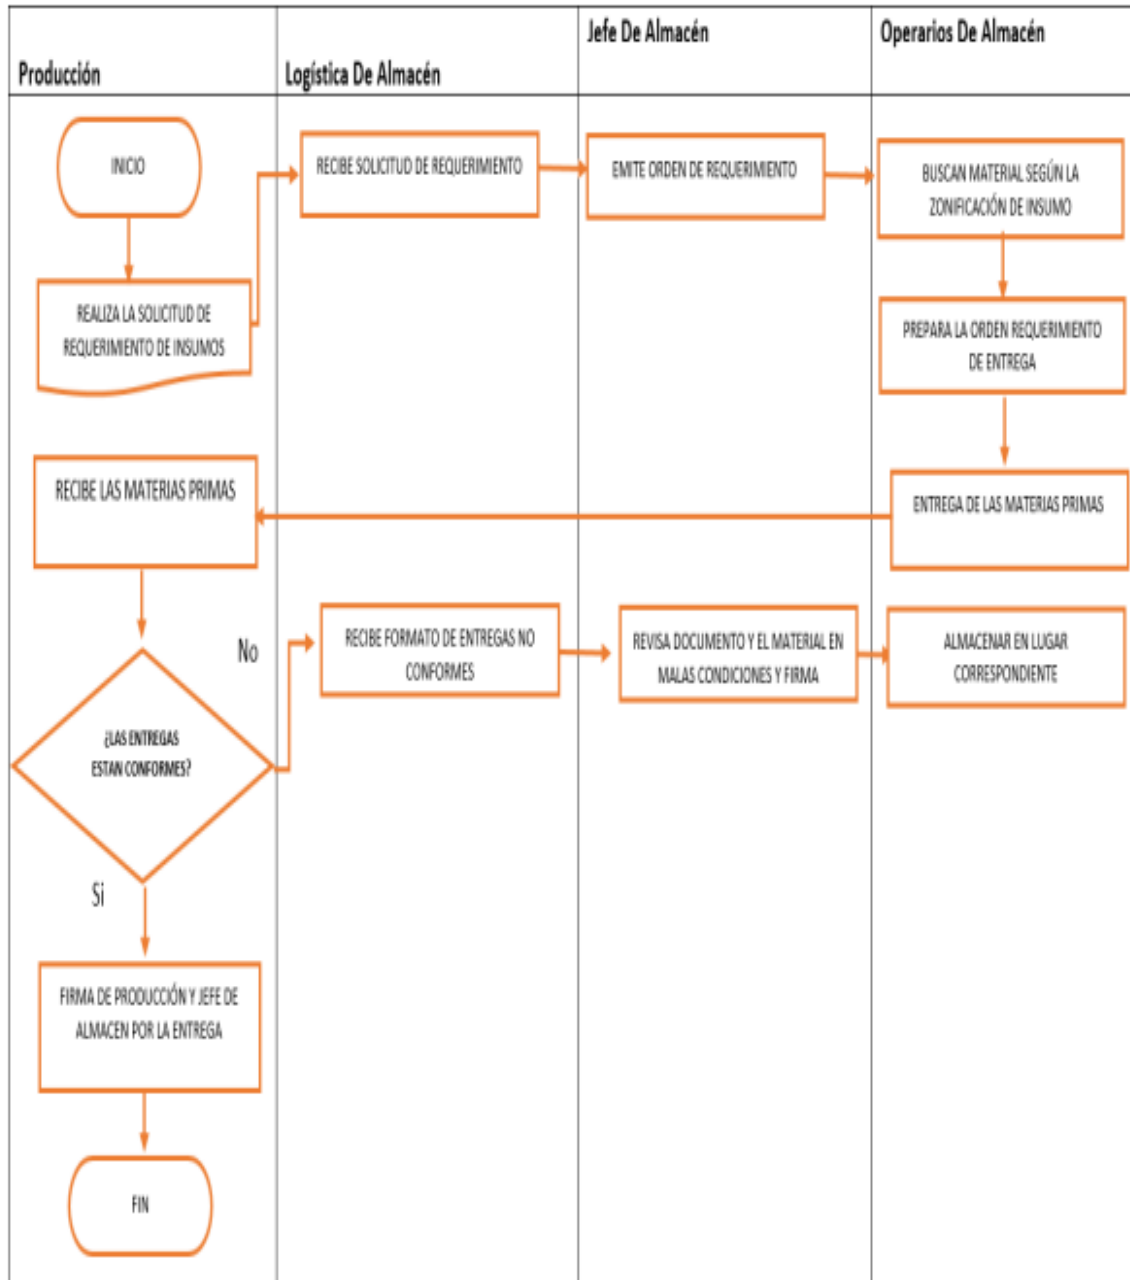 Producción
Logística De Almacén
Jefe De Almacén
Operarios De Almacén
INICIO
RECIBE SOLICITUD DE REQUERIMIENTO
EMITE ORDEN DE REQUERIMIENTO
BUSCAN MATERIAL SEGÚN LA
ZONIFICACIÓN DE INSUMO
REALIZA LA SOLICITUD DE
REQUERIMIENTO DE INSUMOS
PREPARA LA ORDEN REQUERIMIENTO
DE ENTREGA
RECIBE LAS MATERIAS PRIMAS
ENTREGA DE LAS MATERIAS PRIMAS
No
RECIBE FORMATO DE ENTREGAS NO
CONFORMES
REVISA DOCUMENTO Y EL MATERIAL EN
MALAS CONDICIONES Y FIRMA
ALMACENAR EN LUGAR
CORRESPONDIENTE
¿LAS ENTREGAS
ESTAN CONFORMES?
Si
FIRMA DE PRODUCCIÓN Y JEFE DE
ALMACEN POR LA ENTREGA
FIN